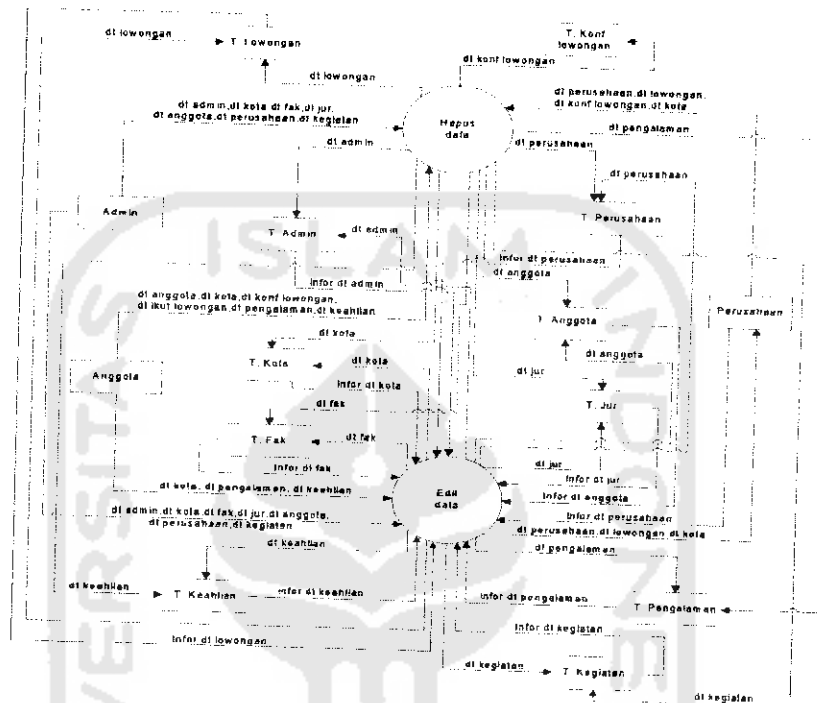 dt lowongan
T. Lowongan
T. Konf
lowongan
dt konf lowongan
dt lowongan
dt perusahaan,dt lowongan,
dt konf lowongan,dt kota
dt admin,dt kota dt fak,dt jur,
dt anggota,dt perusahaan,dt kegiatan
Hapus
data
dt pengalaman
dt admin
dt perusahaan
dt perusahaan
Admin
T. Perusahaan
T. Admin
dt admin
ISLAM
Infor dt perusahaan
dt anggota
Infor dt admin
dt anggota,dt kota,dt konf lowongan,
dt ikut lowongan,dt pengalaman,dt keahlian
Perusahaan
T. Anggota
dt kota
T. Kota
dt kota
dt anggota
Anggota
Infor dt kota
dt jur
dt fak
T. Jur
T. Fak
dt fak
Infor dt fak
dt jur
Infor dt jur
dt kota, dt pengalaman, dt keahlian
Edit
data
Infor dt anggota
dt admin,dt kota,dt fak,dt jur,dt anggota,
dt perusahaan,dt kegiatan
Infor dt perusahaan
dt perusahaan,dt lowongan,dt kota
dt keahlian
dt pengalaman
dt keahlian
T. Keahlian
Infor dt keahlian
Infor dt pengalaman
T. Pengalaman
Infor dt lowongan
Infor dt kegiatan
dt kegiatan
T. Kegiatan
dt kegiatan
UNIVERSITAS
INDONESIA